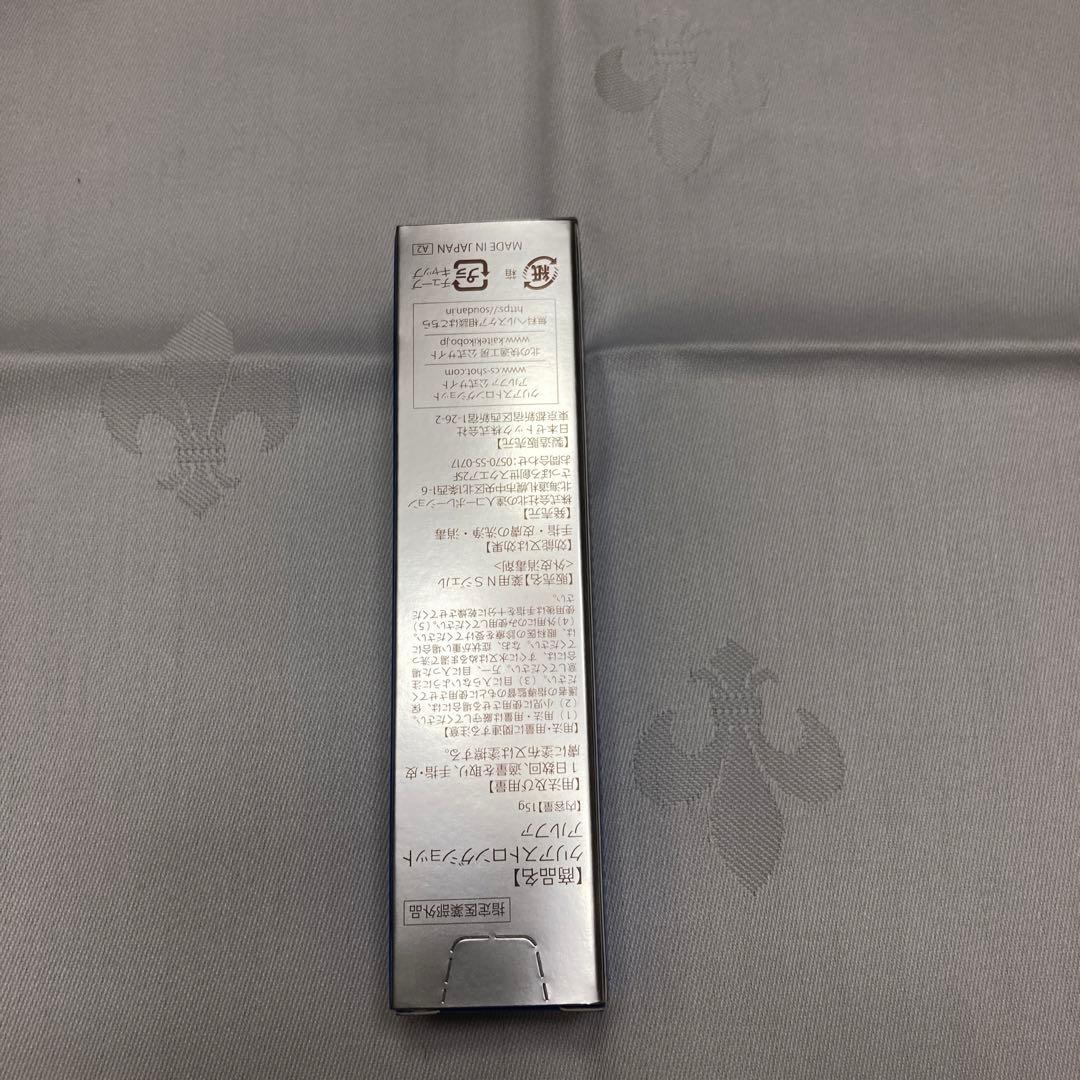 指定医薬部外品
【商品名】
クリアストロングショット
アルファ
【内容量】15g
【用法及び用量】
1日数回、適量を取り、手指・皮
膚に塗布又は塗擦する。
【用法・用量に関連する注意】
(1) 用法・用量は厳守してください。
(2) 小児に使用させる場合には、保
護者の指導監督のもとに使用させてく
ださい。(3) 目に入らないように注
意してください。万一、目に入った場
合には、すぐに水又はぬるま湯で洗っ
てください。なお、症状が重い場合に
は、眼科医の診療を受けてください。
(4) 外用にのみ使用してください。(5)
使用後は手指を十分に乾燥させてくだ
さい。
【販売名】薬用NSジェル
<外皮消毒剤>
【効能又は効果】
手指・皮膚の洗浄・消毒
【発売元】
株式会社北の達人コーポレーション
北海道札幌市中央区北1条西1-6
さっぽろ創世スクエア25F
お問合わせ:0570-55-0717
【製造販売元】
日本ゼトック株式会社
東京都新宿区西新宿1-26-2
クリアストロングショット
アルファ 公式サイト
www.cs-shot.com
北の快適工房 公式サイト
www.kaitekikobo.jp
無料ヘルスケア相談はこちら
https://soudan.in
紙 箱 プラ チューブ
キャップ
MADE IN JAPAN A2